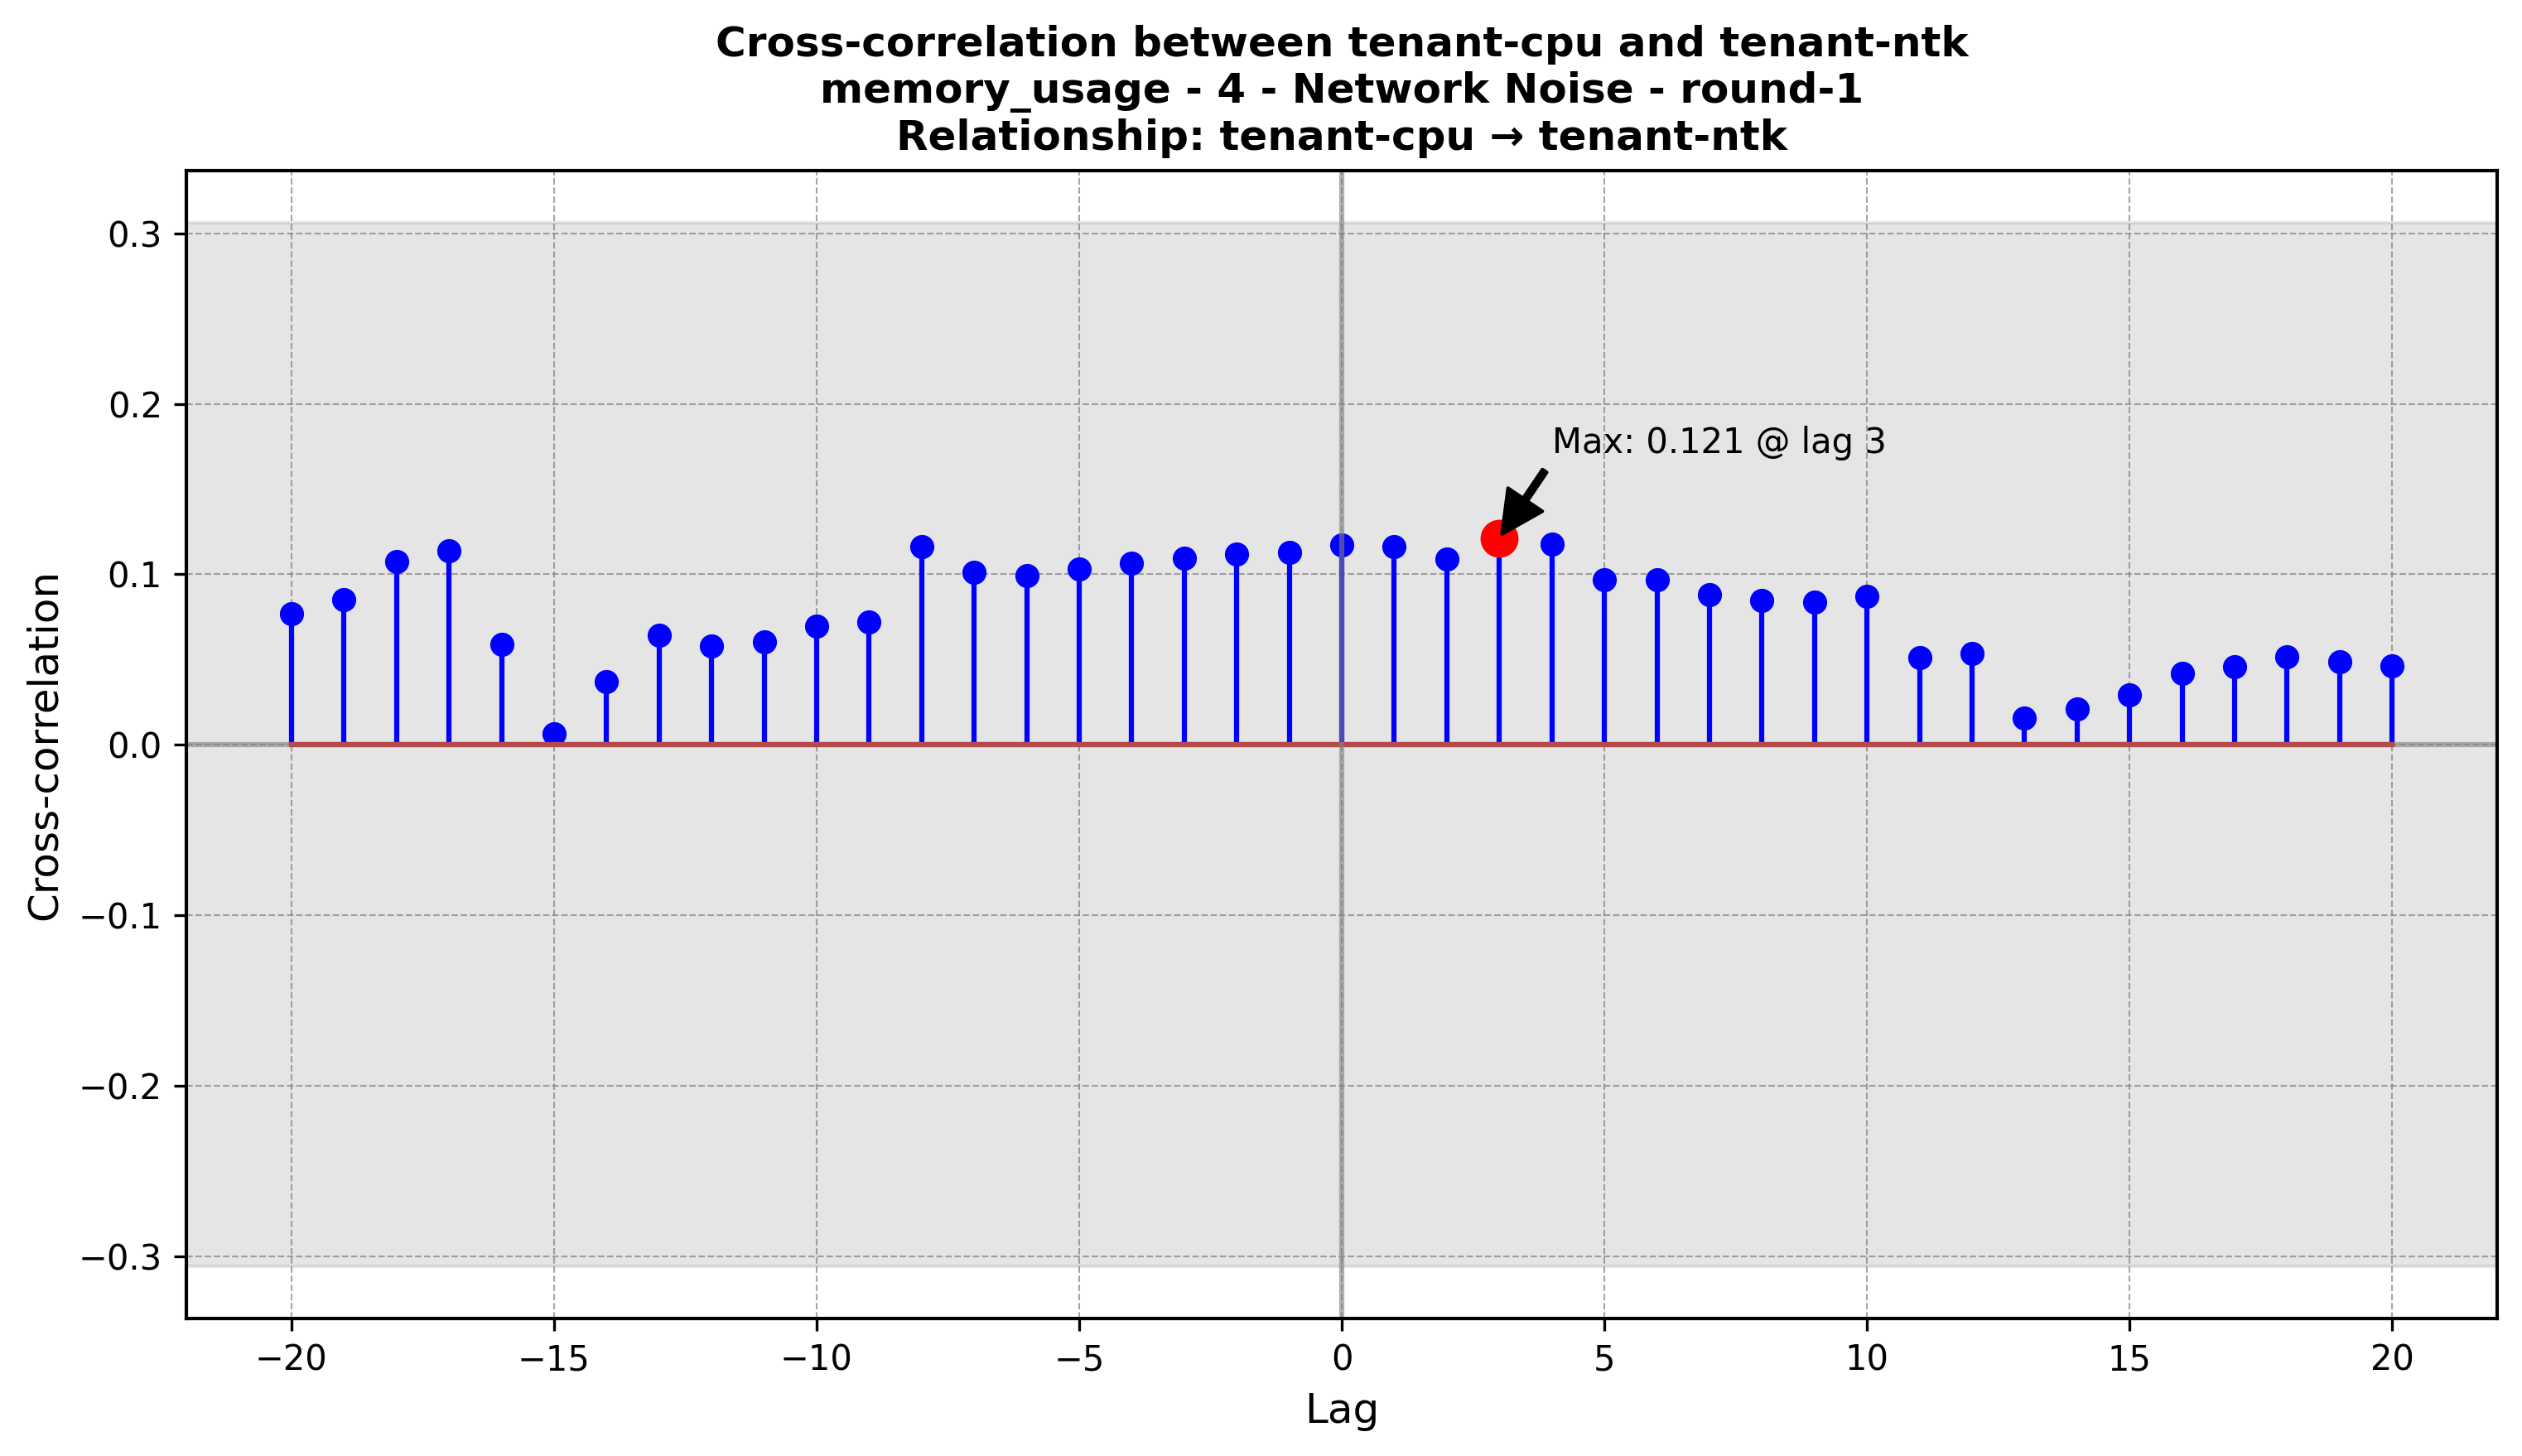 Cross-correlation between tenant-cpu and tenant-ntk
memory_usage - 4 - Network Noise - round-1
Relationship: tenant-cpu → tenant-ntk
Cross-correlation
0.3
0.2
0.1
0.0
−0.1
−0.2
−0.3
Max: 0.121 @ lag 3
−20
−15
−10
−5
0
5
10
15
20
Lag